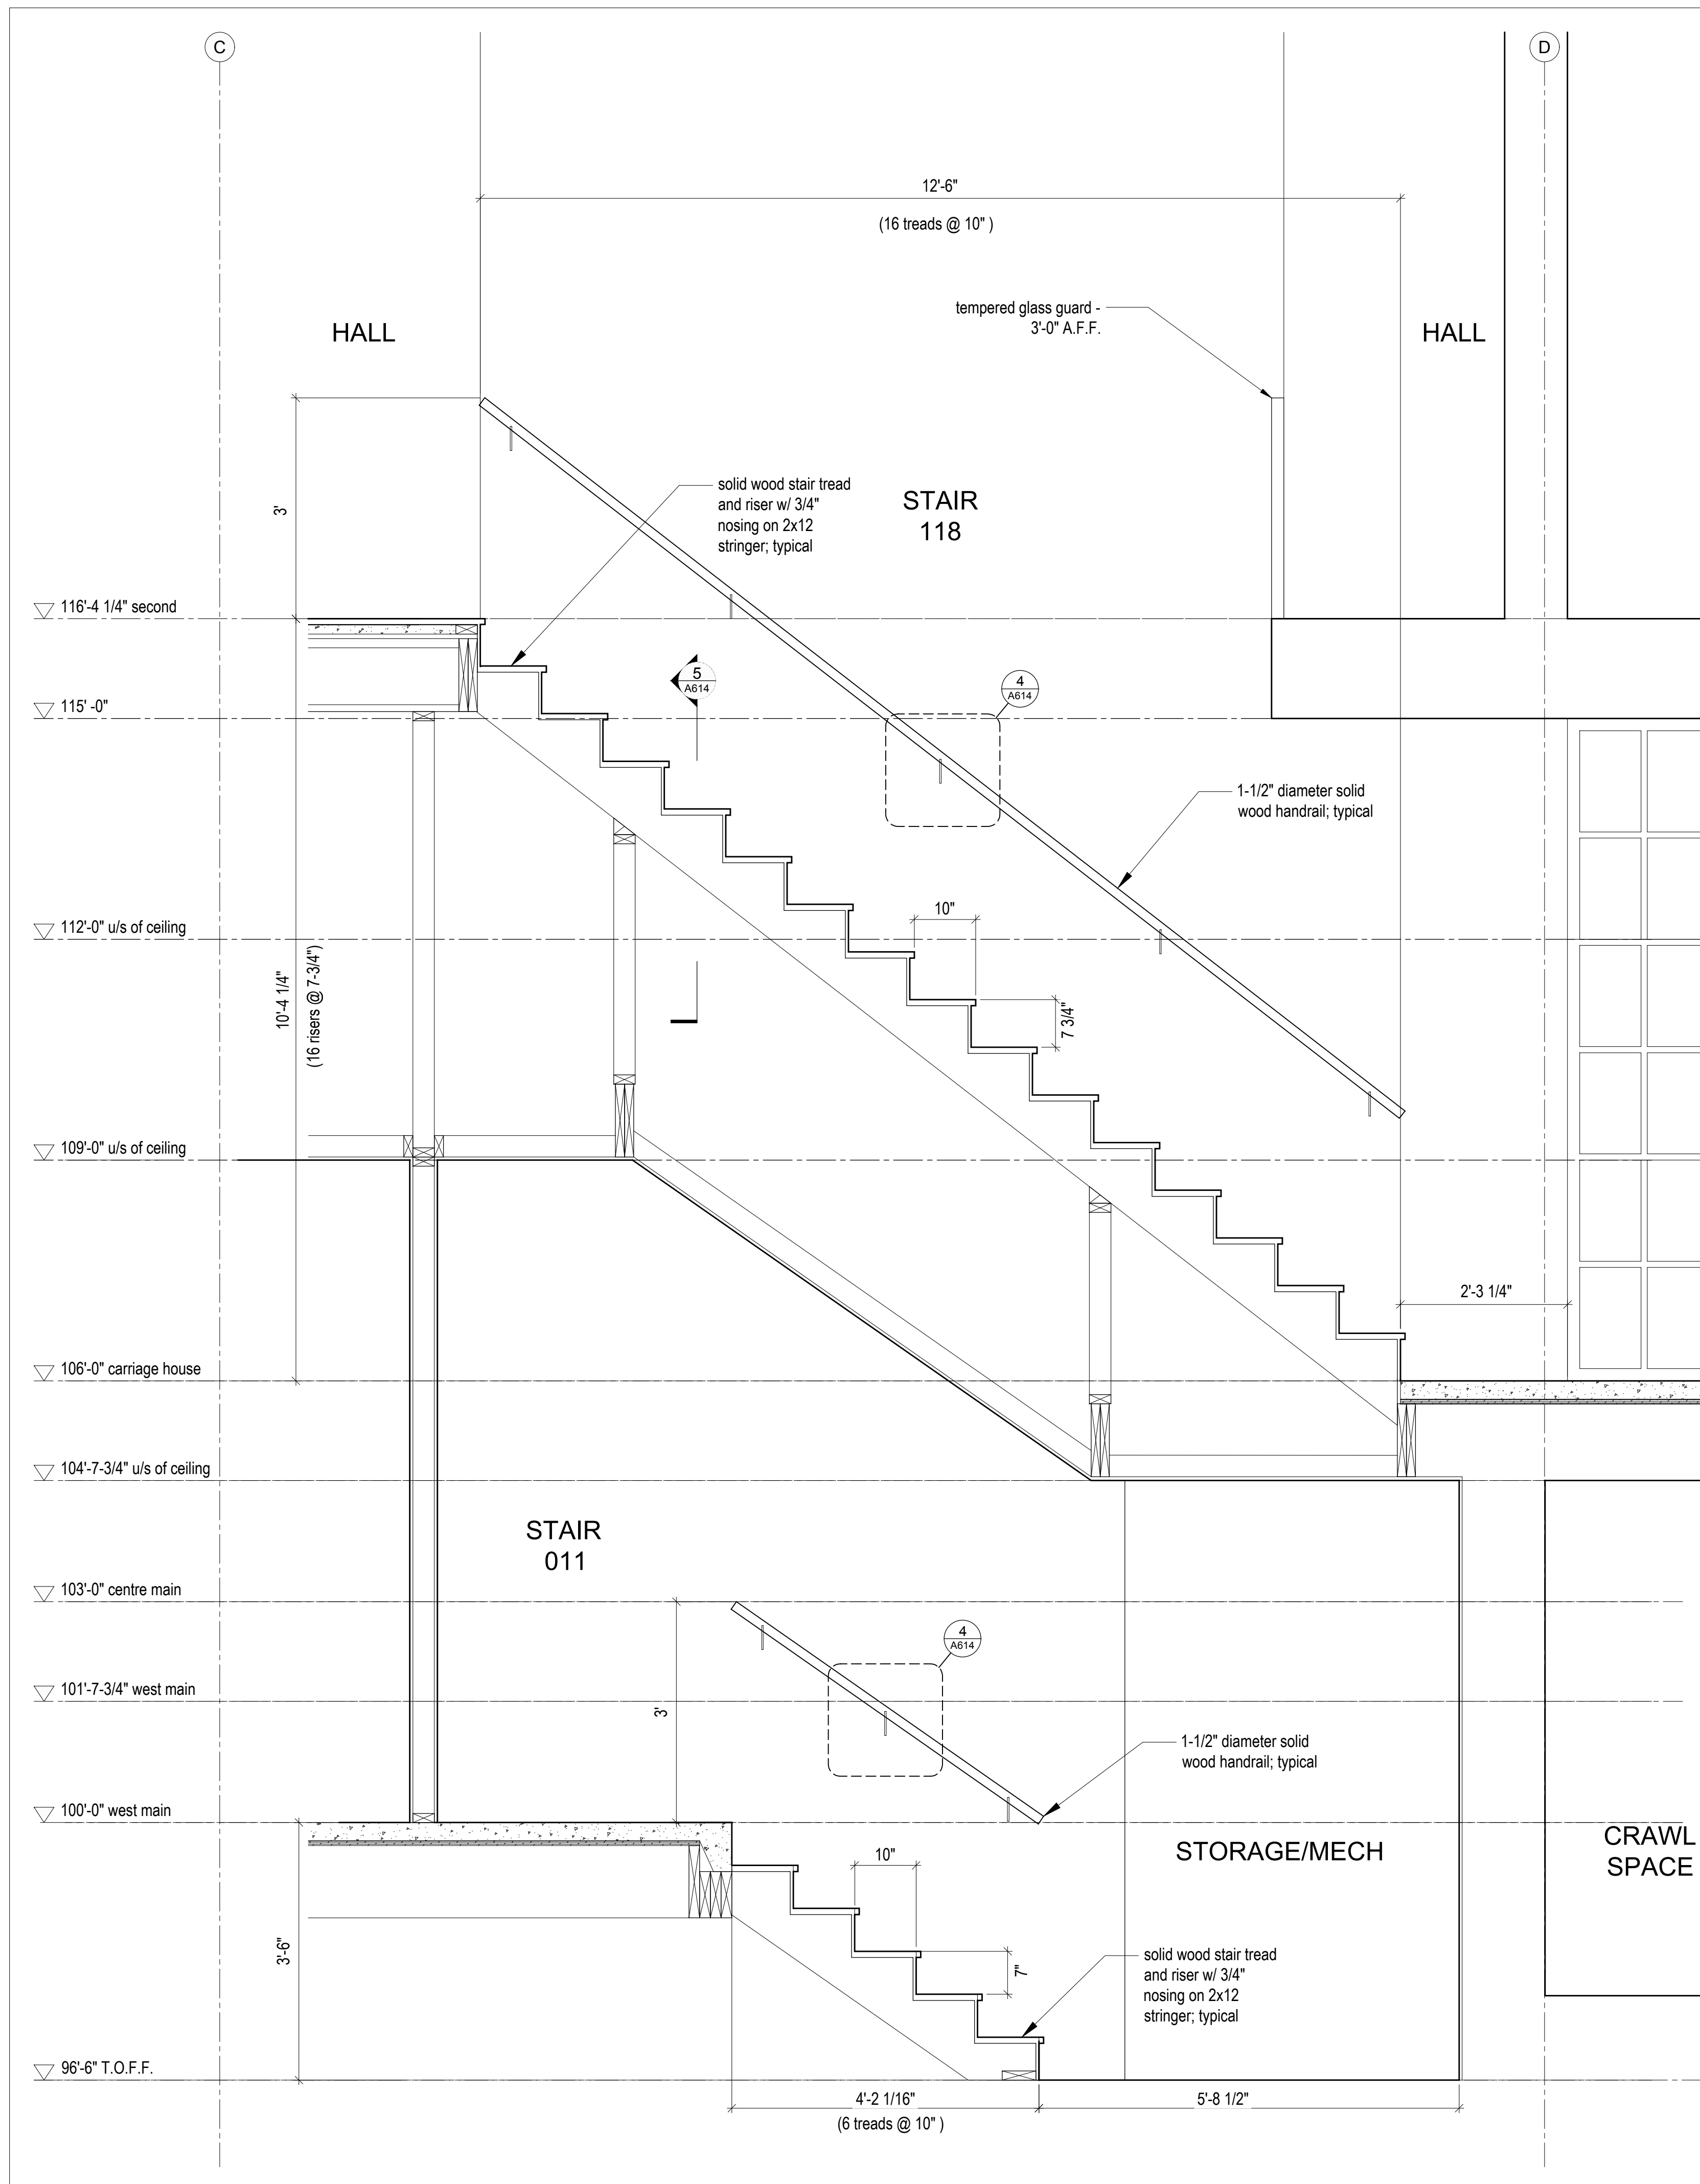 C
D
12'-6"
(16 treads @ 10" )
tempered glass guard -
3'-0" A.F.F.
HALL
HALL
3'
solid wood stair tread
and riser w/ 3/4"
nosing on 2x12
stringer; typical
STAIR
118
116'-4 1/4" second
5
A614
4
A614
115' -0"
1-1/2" diameter solid
wood handrail; typical
10"
112'-0" u/s of ceiling
10'-4 1/4"
(16 risers @ 7-3/4")
7 3/4"
109'-0" u/s of ceiling
2'-3 1/4"
106'-0" carriage house
104'-7-3/4" u/s of ceiling
STAIR
011
103'-0" centre main
4
A614
101'-7-3/4" west main
3'
1-1/2" diameter solid
wood handrail; typical
100'-0" west main
CRAWL
SPACE
STORAGE/MECH
10"
3'-6"
7"
solid wood stair tread
and riser w/ 3/4"
nosing on 2x12
stringer; typical
96'-6" T.O.F.F.
4'-2 1/16"
(6 treads @ 10" )
5'-8 1/2"